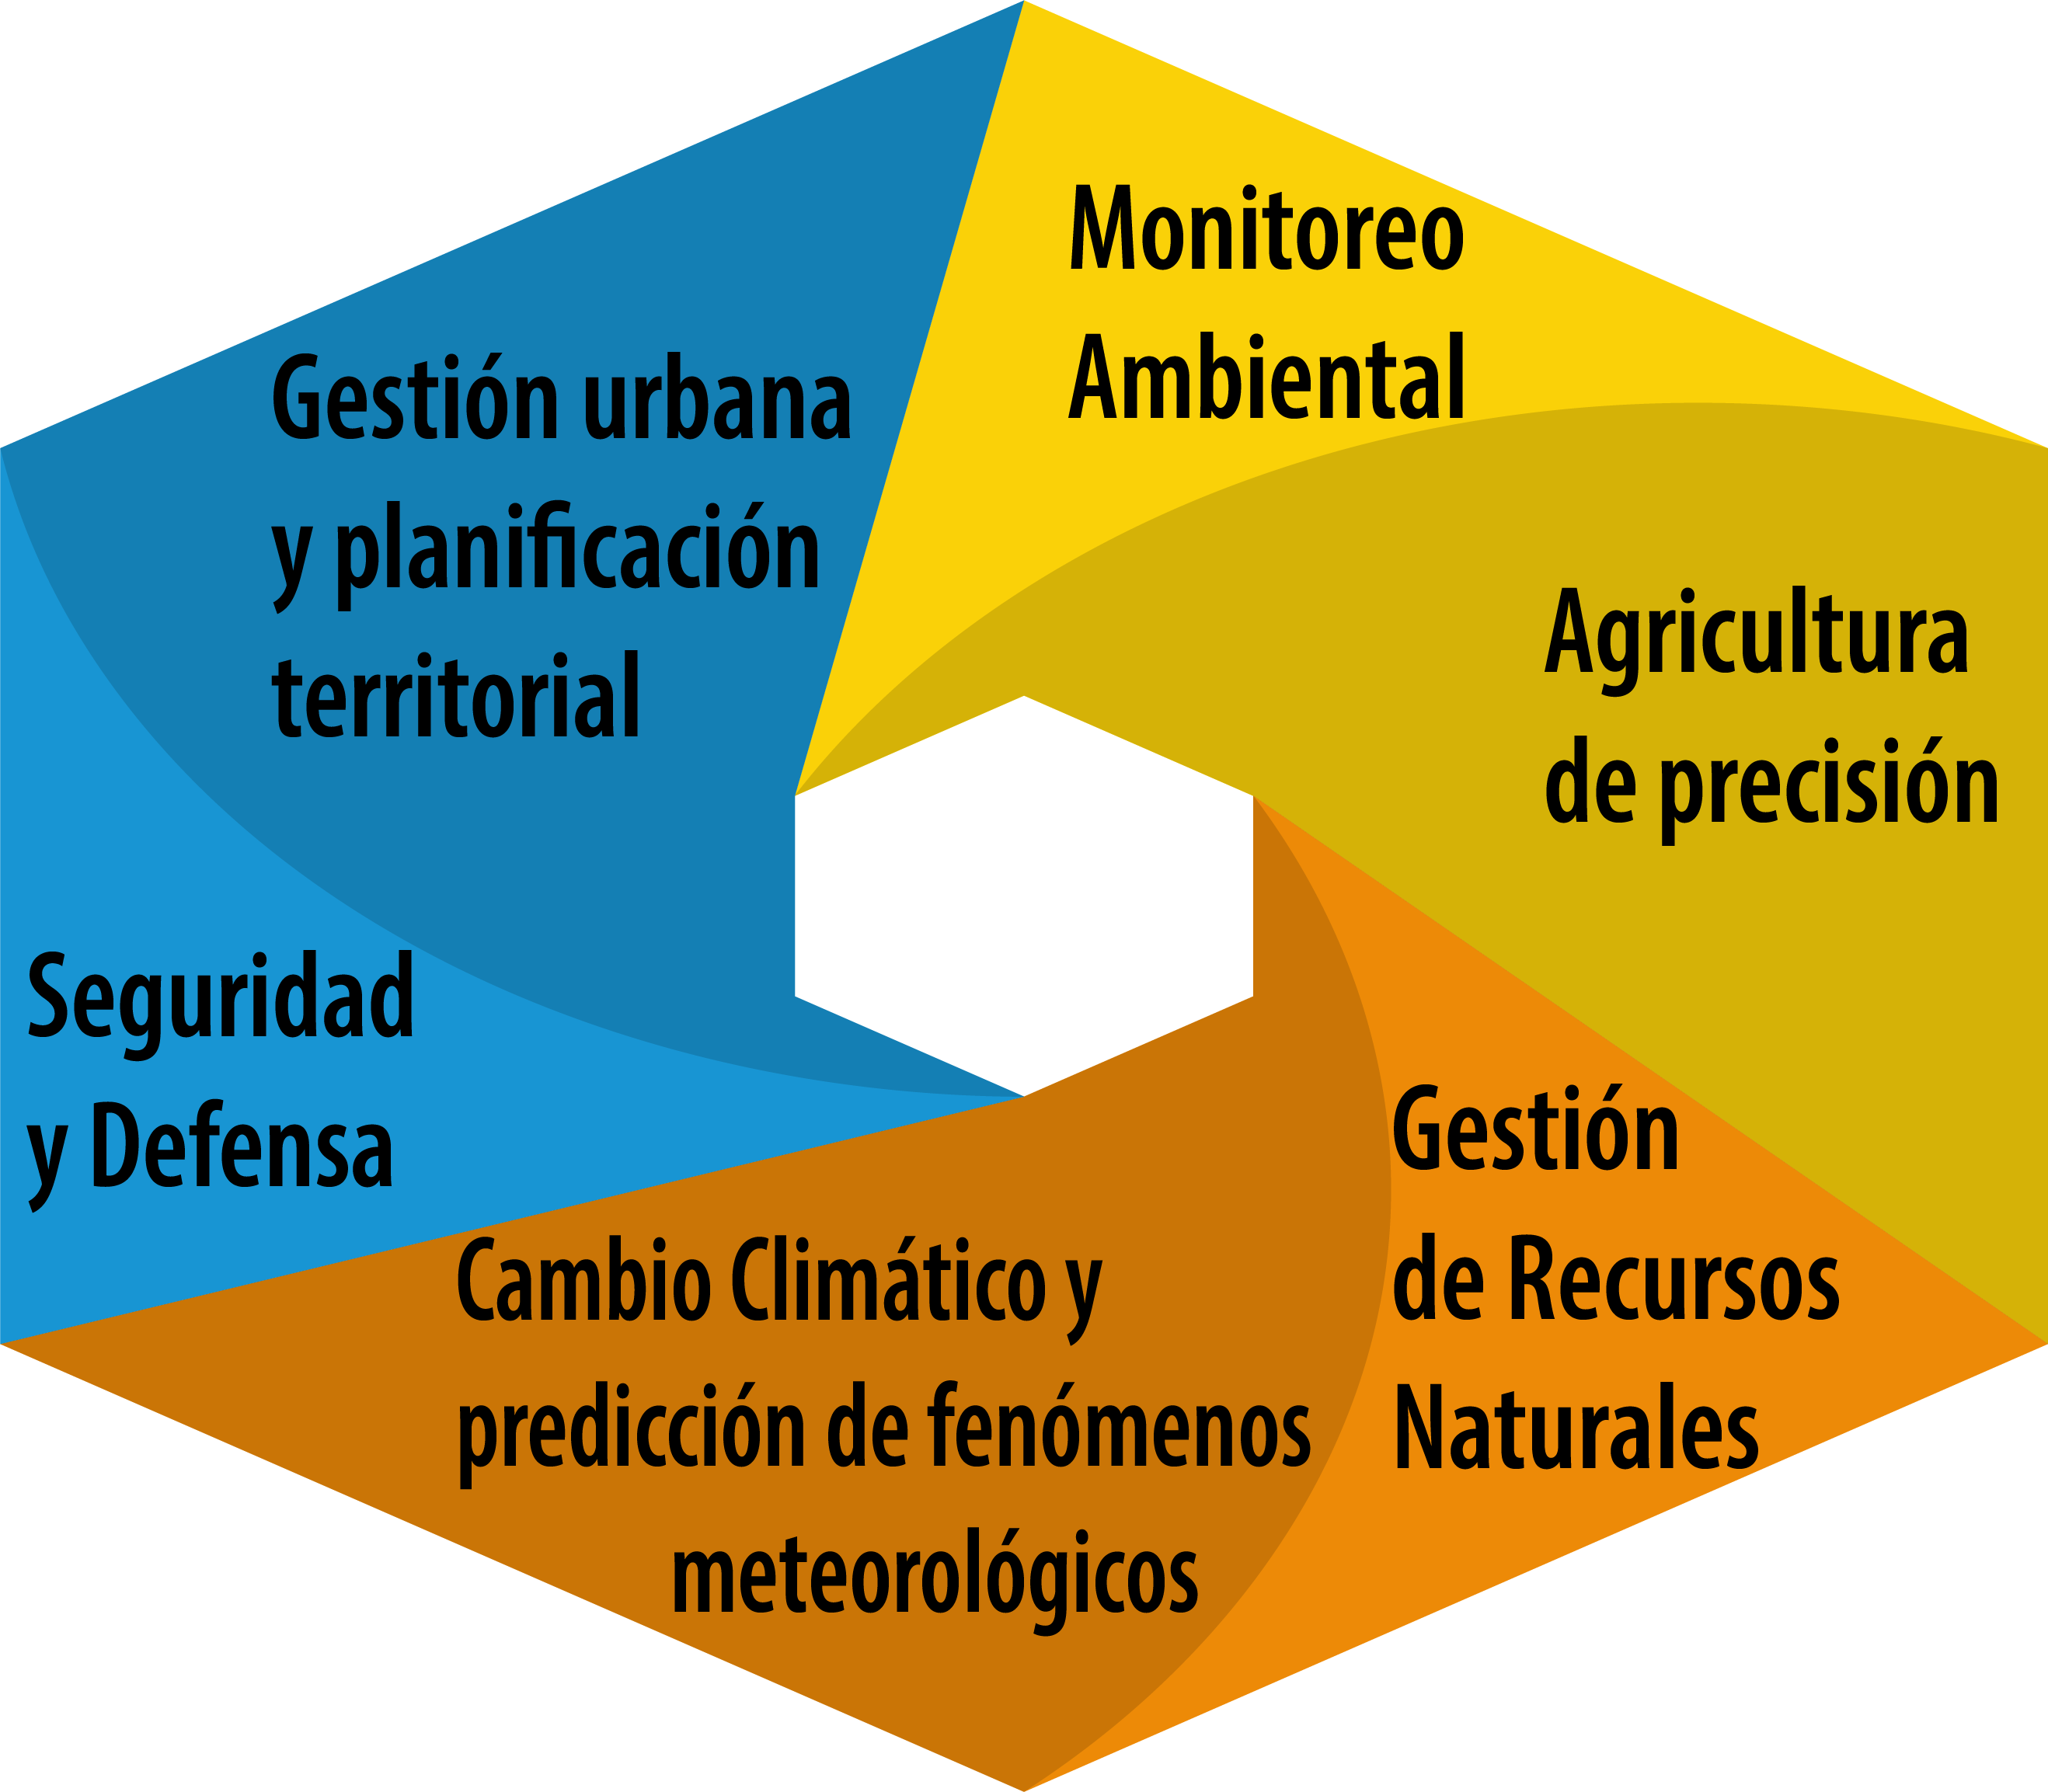 Monitoreo
Ambiental
Gestión urbana
y planificación
territorial
Agricultura
de precisión
Seguridad
y Defensa
Gestión
de Recursos
Naturales
Cambio Climático y
predicción de fenómenos
meteorológicos